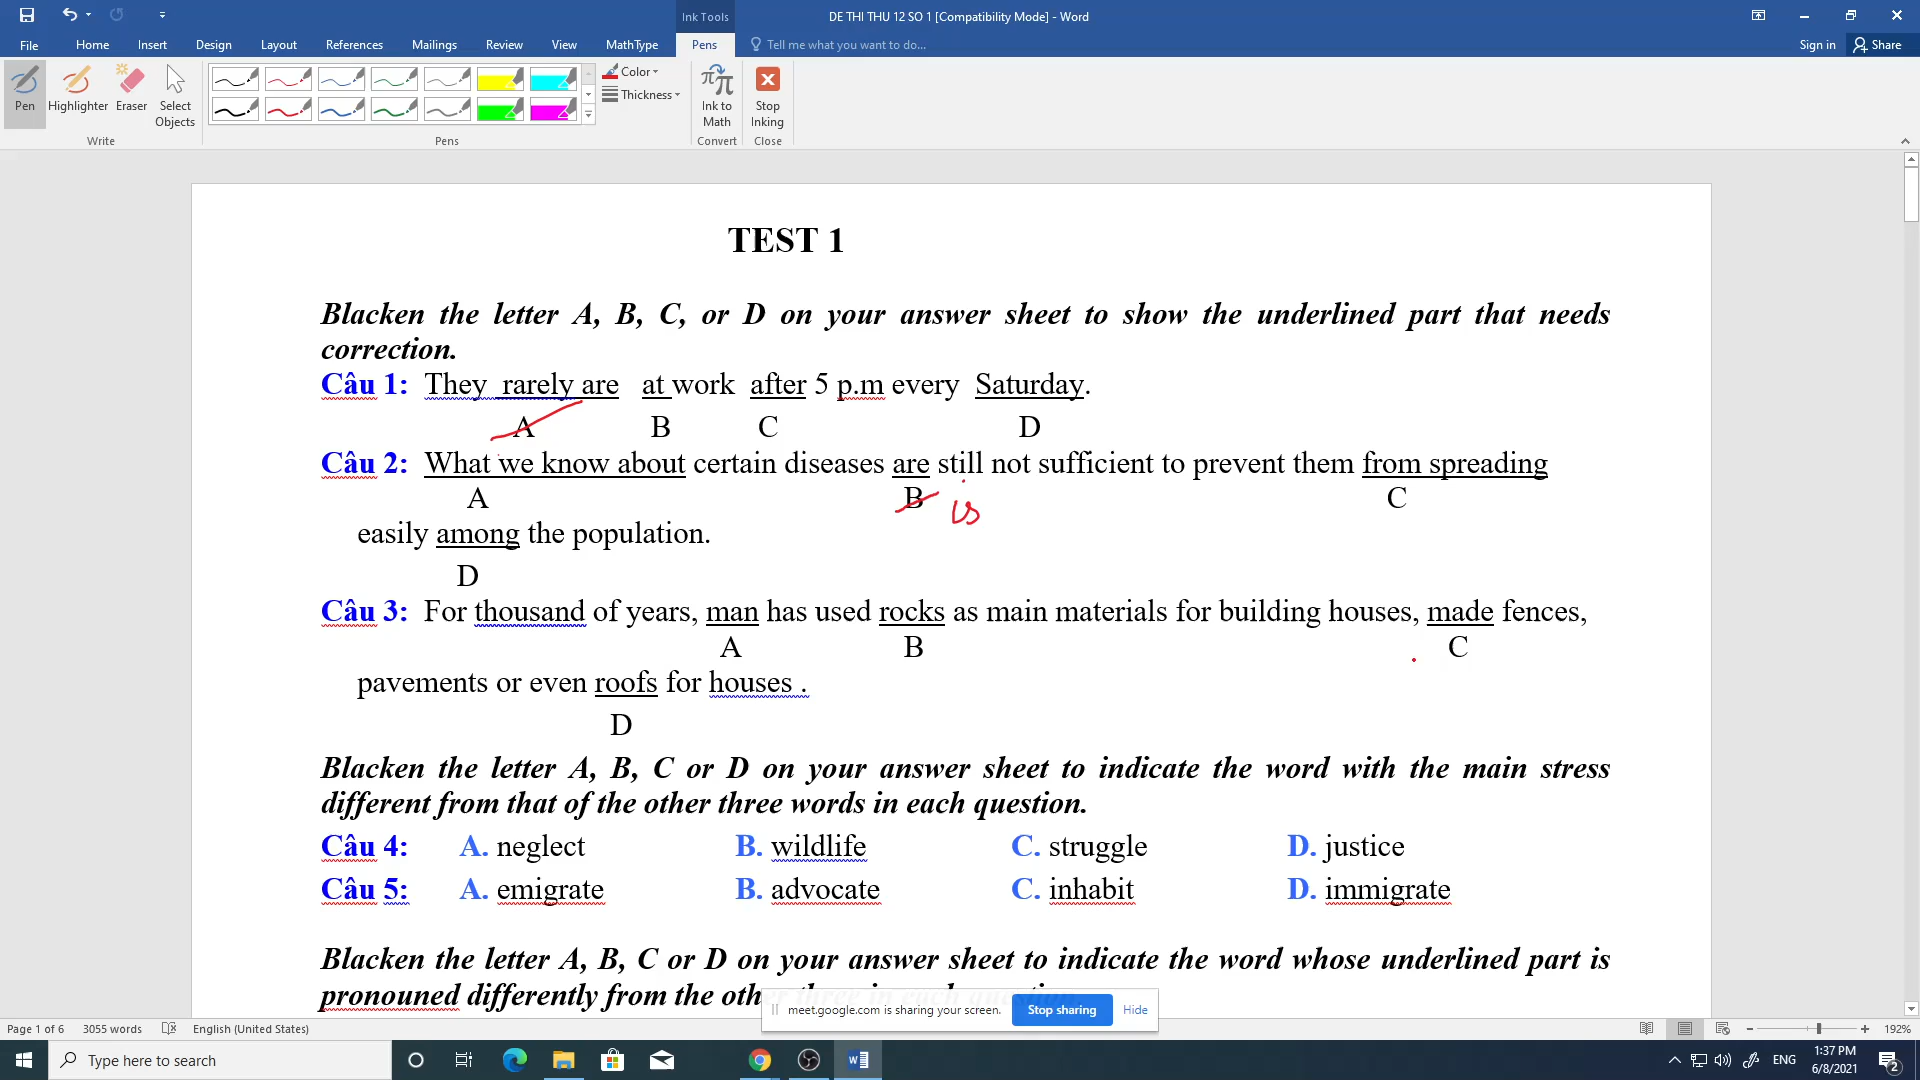 Ink Tools
DE THI THU 12 SO 1 [Compatibility Mode] - Word
File Home Insert Design Layout References Mailings Review View MathType Pens Tell me what you want to do... Sign in Share
Pen Highlighter Eraser Select Objects
Color
Thickness
Ink to Math
Stop Inking
Write Pens Convert Close
TEST 1
Blacken the letter A, B, C, or D on your answer sheet to show the underlined part that needs
correction.
Câu 1: They rarely are at work after 5 p.m every Saturday.
A B C D
Câu 2: What we know about certain diseases are still not sufficient to prevent them from spreading
A B is C
easily among the population.
D
Câu 3: For thousand of years, man has used rocks as main materials for building houses, made fences,
A B C
pavements or even roofs for houses .
D
Blacken the letter A, B, C or D on your answer sheet to indicate the word with the main stress
different from that of the other three words in each question.
Câu 4: A. neglect B. wildlife C. struggle D. justice
Câu 5: A. emigrate B. advocate C. inhabit D. immigrate
Blacken the letter A, B, C or D on your answer sheet to indicate the word whose underlined part is
pronouned differently from the other three in each question
meet.google.com is sharing your screen. Stop sharing Hide
Page 1 of 6 3055 words English (United States) 192%
Type here to search
ENG
1:37 PM
6/8/2021
2